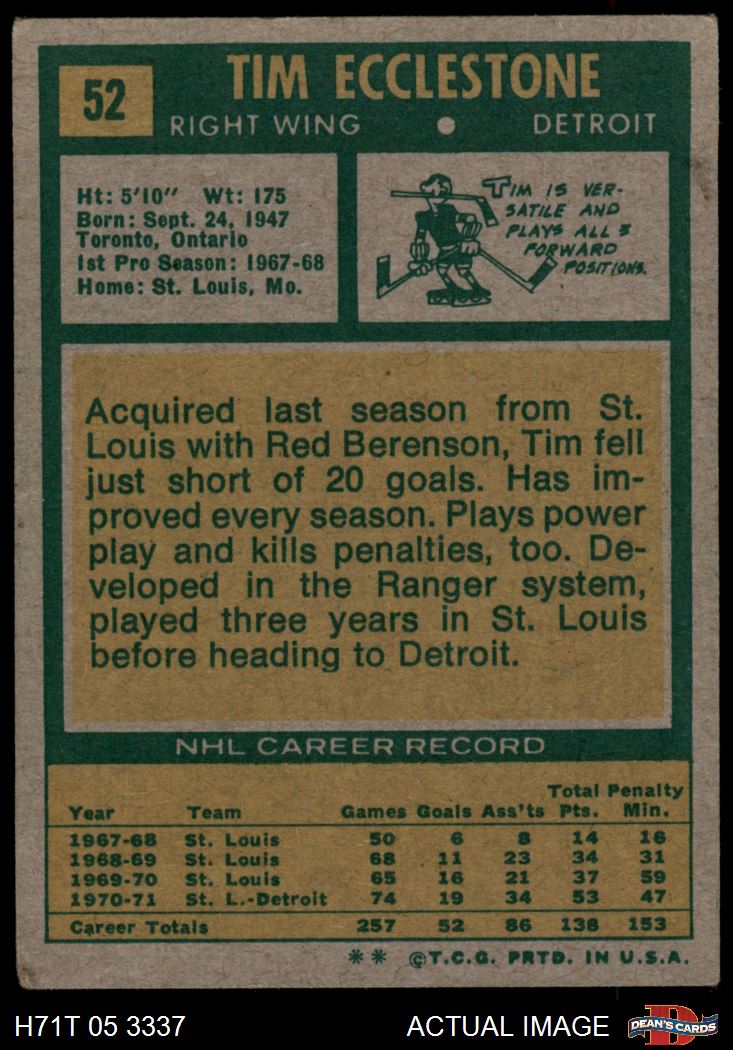 52
TIM ECCLESTONE
RIGHT WING • DETROIT
Ht: 5'10" Wt: 175
Born: Sept. 24, 1947
Toronto, Ontario
1st Pro Season: 1967-68
Home: St. Louis, Mo.
TIM IS VER-
SATILE AND
PLAYS ALL 3
FORWARD
POSITIONS.
Acquired last season from St.
Louis with Red Berenson, Tim fell
just short of 20 goals. Has im-
proved every season. Plays power
play and kills penalties, too. De-
veloped in the Ranger system,
played three years in St. Louis
before heading to Detroit.
NHL CAREER RECORD
Total Penalty
Year Team Games Goals Ass'ts Pts. Min.
1967-68 St. Louis 50 6 8 14 16
1968-69 St. Louis 68 11 23 34 31
1969-70 St. Louis 65 16 21 37 59
1970-71 St. L.-Detroit 74 19 34 53 47
Career Totals 257 52 86 138 153
** ©T.C.G. PRTD. IN U.S.A.
H71T 05 3337 ACTUAL IMAGE DEAN'S CARDS